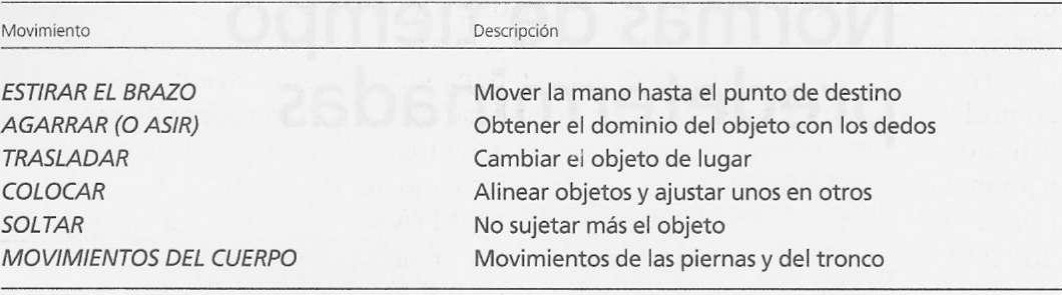 Movimiento Descripción
ESTIRAR EL BRAZO Mover la mano hasta el punto de destino
AGARRAR (O ASIR) Obtener el dominio del objeto con los dedos
TRASLADAR Cambiar el objeto de lugar
COLOCAR Alinear objetos y ajustar unos en otros
SOLTAR No sujetar más el objeto
MOVIMIENTOS DEL CUERPO Movimientos de las piernas y del tronco